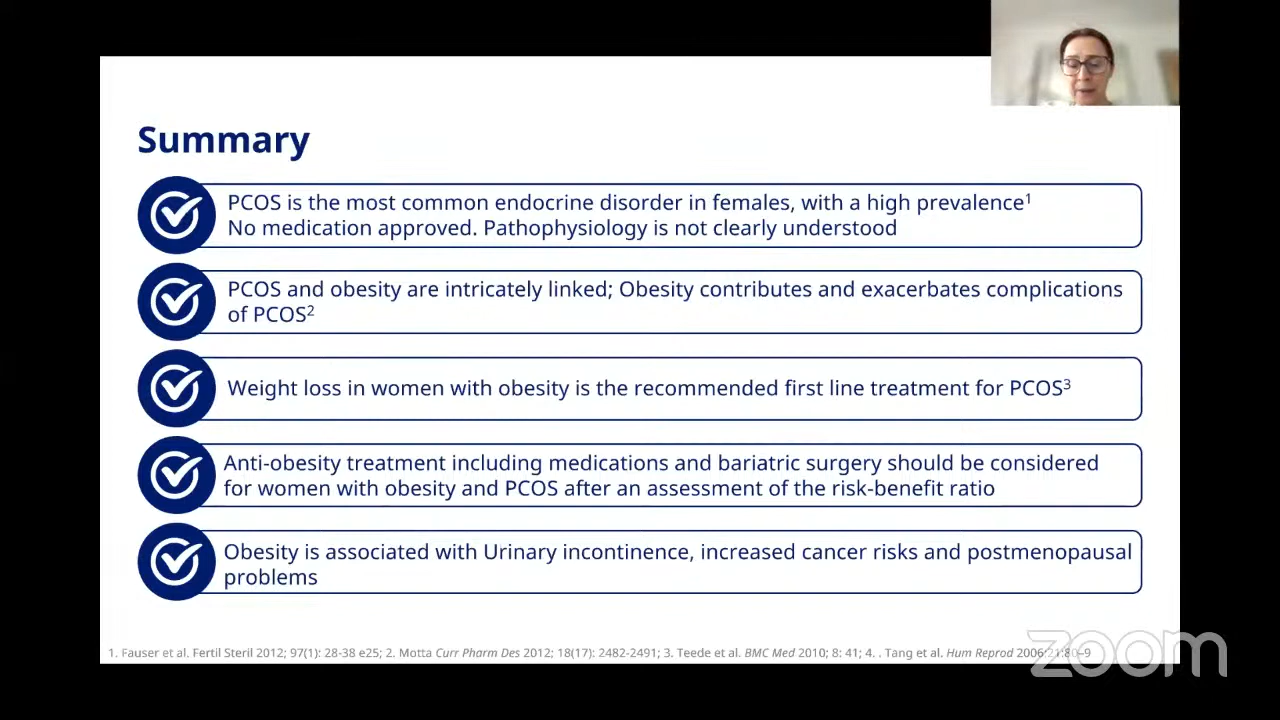 Summary
PCOS is the most common endocrine disorder in females, with a high prevalence¹
No medication approved. Pathophysiology is not clearly understood
PCOS and obesity are intricately linked; Obesity contributes and exacerbates complications
of PCOS²
Weight loss in women with obesity is the recommended first line treatment for PCOS³
Anti-obesity treatment including medications and bariatric surgery should be considered
for women with obesity and PCOS after an assessment of the risk-benefit ratio
Obesity is associated with Urinary incontinence, increased cancer risks and postmenopausal
problems
1. Fauser et al. Fertil Steril 2012; 97(1): 28-38 e25; 2. Motta Curr Pharm Des 2012; 18(17): 2482-2491; 3. Teede et al. BMC Med 2010; 8: 41; 4. . Tang et al. Hum Reprod 2006;21:80–9
zoom